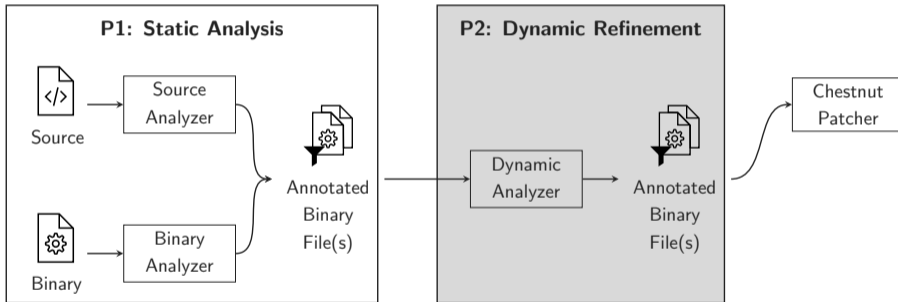 P1: Static Analysis
</>
Source
Source
Analyzer
Binary
Binary
Analyzer
Annotated
Binary
File(s)
P2: Dynamic Refinement
Dynamic
Analyzer
Annotated
Binary
File(s)
Chestnut
Patcher